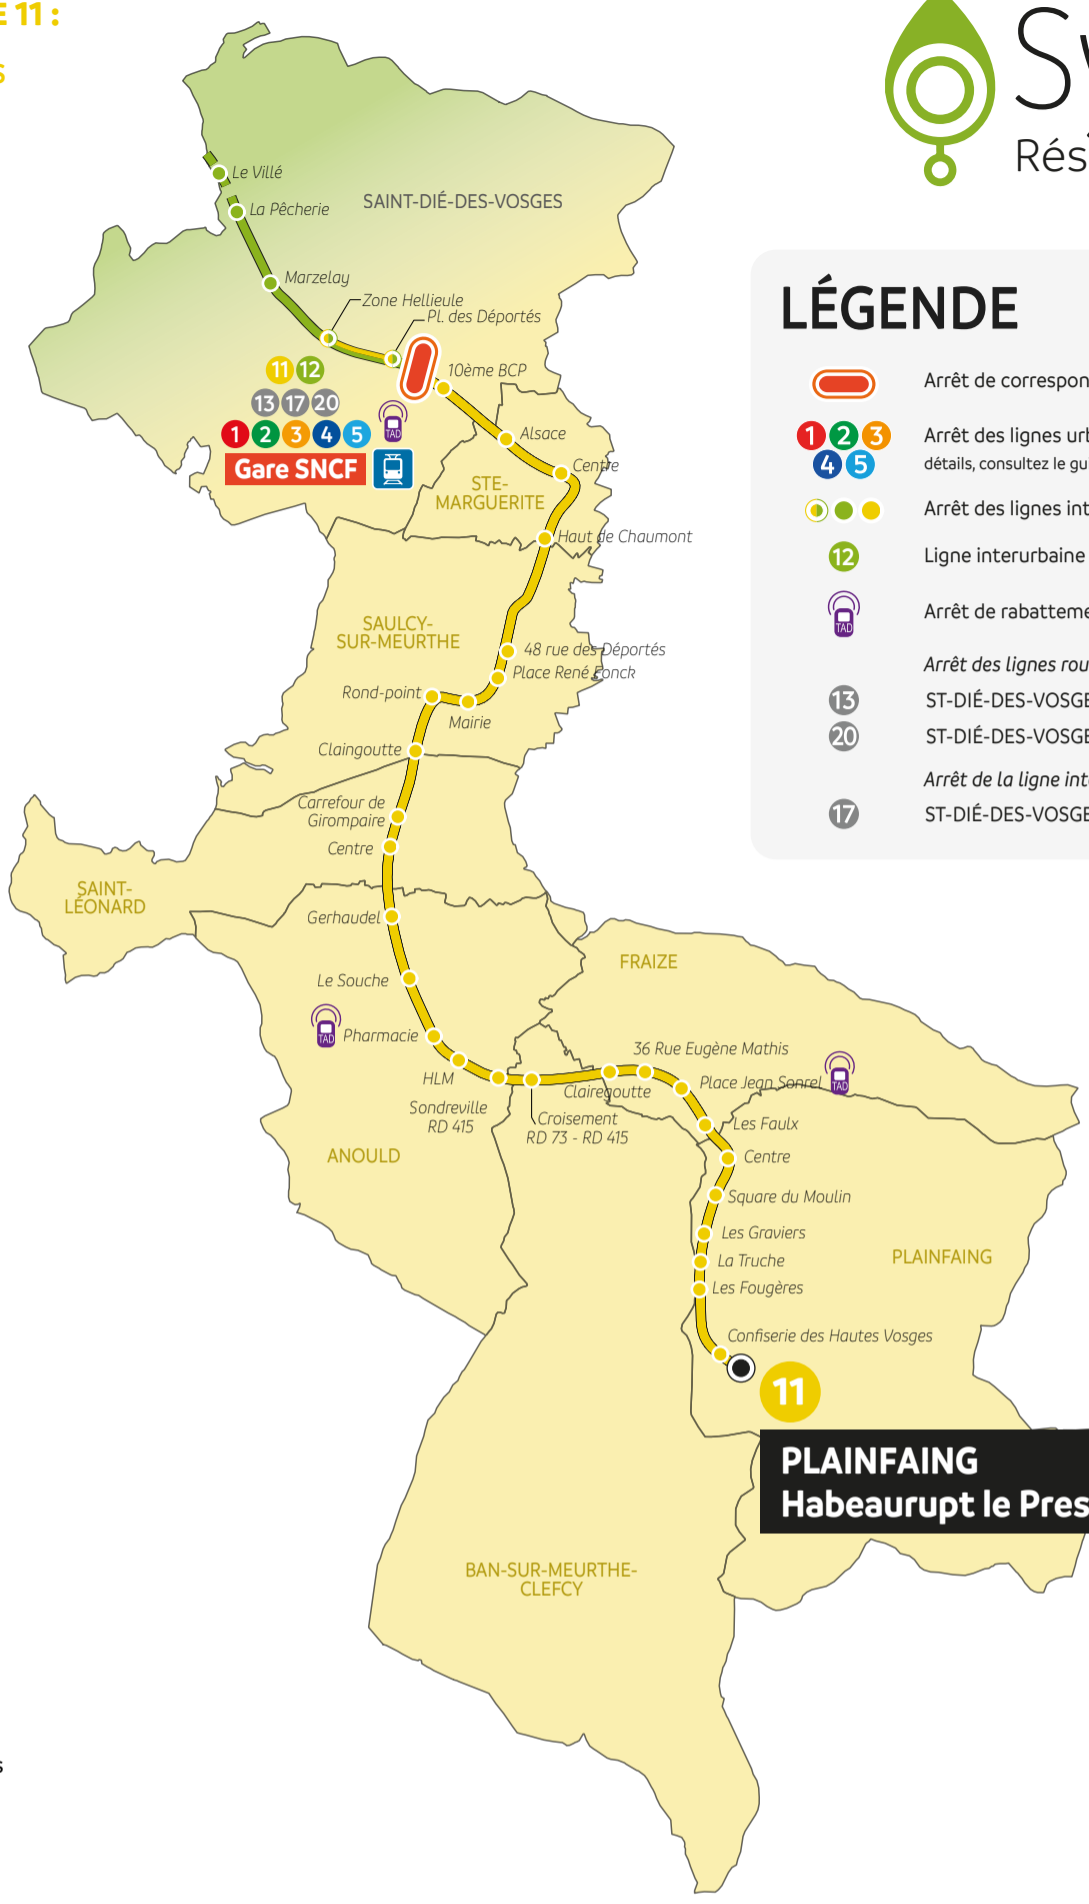 E 11 :
S
Rés
Le Villé
La Pêcherie
SAINT-DIÉ-DES-VOSGES
Marzelay
Zone Hellieule
Pl. des Déportés
10ème BCP
11 12
13 17 20
1 2 3 4 5
TAD
Gare SNCF
Alsace
Centre
STE-
MARGUERITE
Haut de Chaumont
SAULCY-
SUR-MEURTHE
48 rue des Déportés
Place René Fonck
Rond-point
Mairie
Claingoutte
Carrefour de
Girompaire
Centre
SAINT-
LÉONARD
Gerhaudel
FRAIZE
Le Souche
TAD
Pharmacie
HLM
Sondreville
RD 415
Croisement
RD 73 - RD 415
Clairegoutte
36 Rue Eugène Mathis
Place Jean Sonrel
TAD
Les Faulx
ANOULD
Centre
Square du Moulin
Les Graviers
La Truche
Les Fougères
PLAINFAING
Confiserie des Hautes Vosges
11
PLAINFAING
Habeaurupt le Pres
BAN-SUR-MEURTHE-
CLEFCY
s
LÉGENDE
Arrêt de correspon
1 2 3
4 5
Arrêt des lignes url
détails, consultez le gu
Arrêt des lignes int
12
Ligne interurbaine
TAD
Arrêt de rabatteme
Arrêt des lignes rou
13
ST-DIÉ-DES-VOSGE
20
ST-DIÉ-DES-VOSGE
Arrêt de la ligne int
17
ST-DIÉ-DES-VOSGE